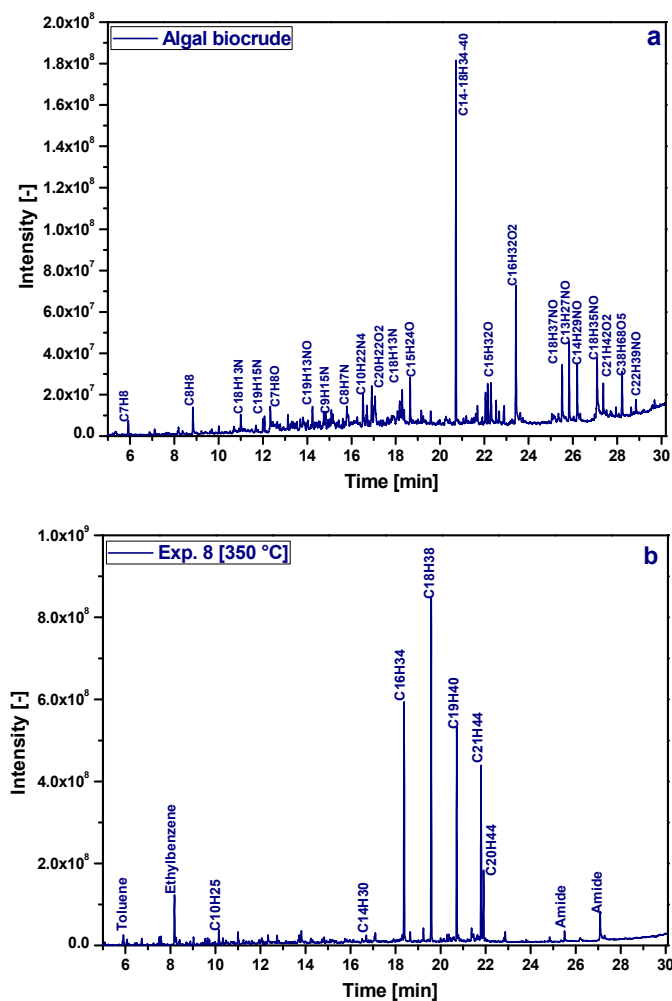 Algal biocrude
a
2.0x10⁸
1.8x10⁸
1.6x10⁸
1.4x10⁸
1.2x10⁸
1.0x10⁸
8.0x10⁷
6.0x10⁷
4.0x10⁷
2.0x10⁷
0.0
Intensity [-]
C7H8
C8H8
C18H13N
C19H15N
C7H8O
C19H13NO
C9H15N
C8H7N
C10H22N4
C20H22O2
C18H13N
C15H24O
C14-18H34-40
C15H32O
C16H32O2
C18H37NO
C13H27NO
C14H29NO
C18H35NO
C21H42O2
C38H68O5
C22H39NO
6 8 10 12 14 16 18 20 22 24 26 28 30
Time [min]
Exp. 8 [350 °C]
b
1.0x10⁹
8.0x10⁸
6.0x10⁸
4.0x10⁸
2.0x10⁸
0.0
Intensity [-]
Toluene
Ethylbenzene
C10H25
C14H30
C16H34
C18H38
C19H40
C21H44
C20H44
Amide
Amide
6 8 10 12 14 16 18 20 22 24 26 28 30
Time [min]